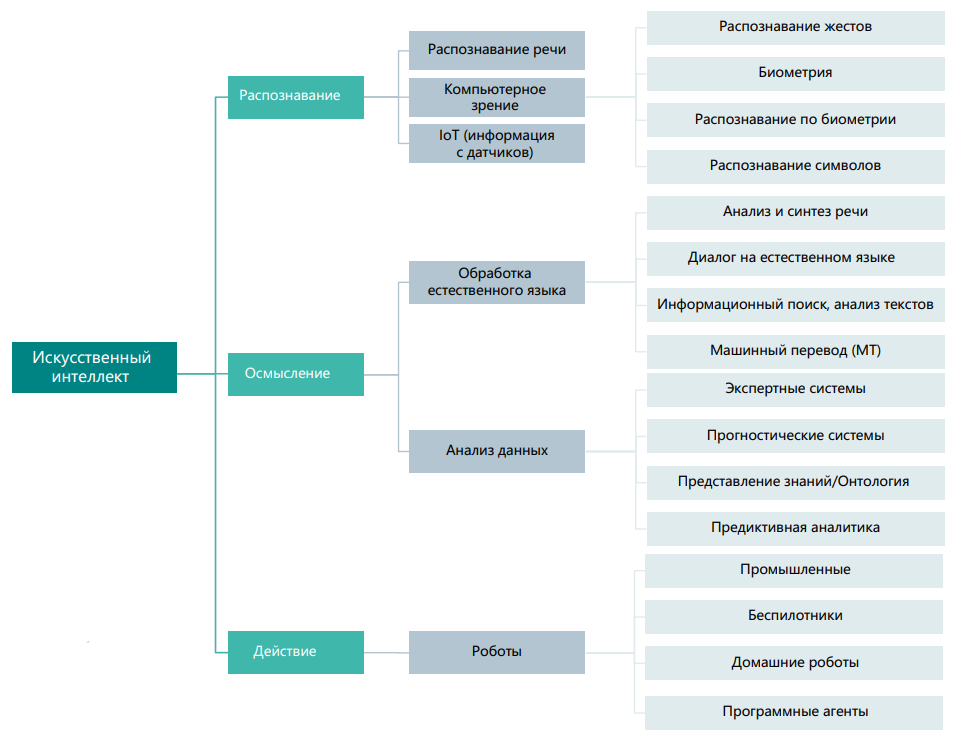 Искусственный
интеллект
Распознавание
Распознавание речи
Компьютерное
зрение
IoT (информация
с датчиков)
Распознавание жестов
Биометрия
Распознавание по биометрии
Распознавание символов
Осмысление
Обработка
естественного языка
Анализ и синтез речи
Диалог на естественном языке
Информационный поиск, анализ текстов
Машинный перевод (МТ)
Анализ данных
Экспертные системы
Прогностические системы
Представление знаний/Онтология
Предиктивная аналитика
Действие
Роботы
Промышленные
Беспилотники
Домашние роботы
Программные агенты